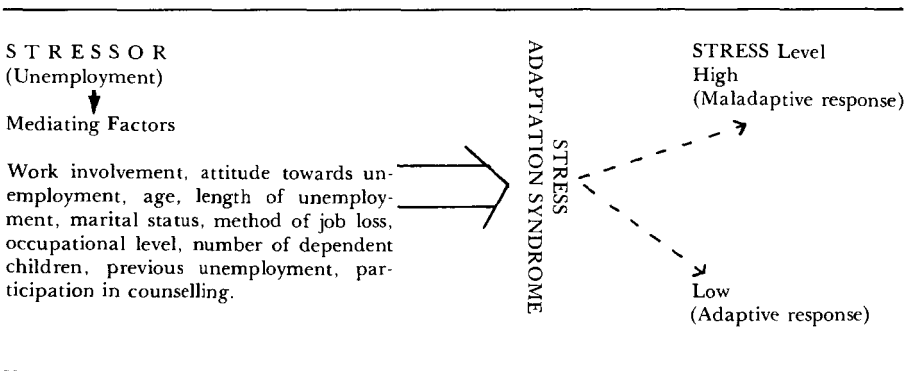 S T R E S S O R
(Unemployment)
Mediating Factors
Work involvement, attitude towards un-
employment, age, length of unemploy-
ment, marital status, method of job loss,
occupational level, number of dependent
children, previous unemployment, par-
ticipation in counselling.
STRESS
ADAPTATION SYNDROME
STRESS Level
High
(Maladaptive response)
Low
(Adaptive response)